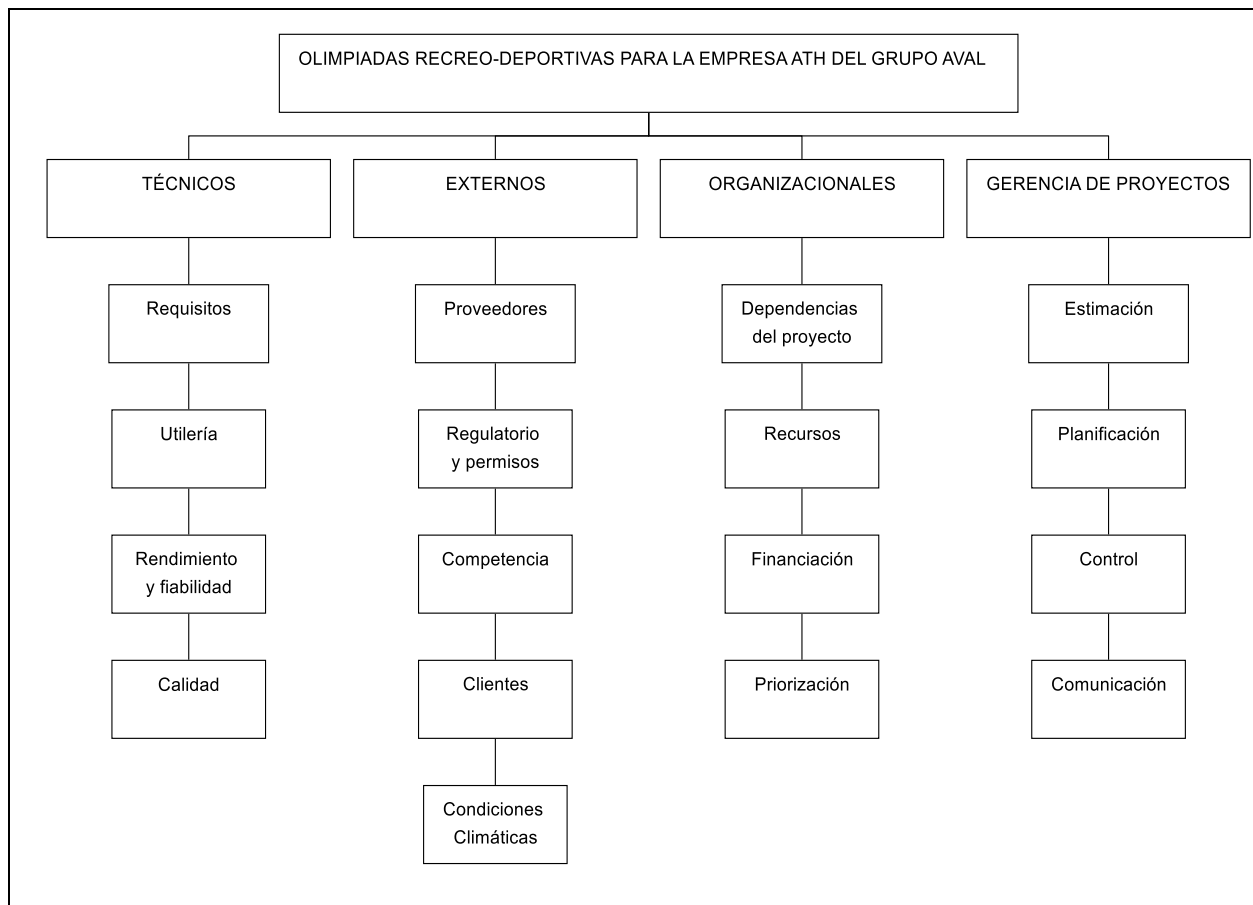 OLIMPIADAS RECREO-DEPORTIVAS PARA LA EMPRESA ATH DEL GRUPO AVAL
TÉCNICOS
EXTERNOS
ORGANIZACIONALES
GERENCIA DE PROYECTOS
Requisitos
Proveedores
Dependencias
del proyecto
Estimación
Utilería
Regulatorio
y permisos
Recursos
Planificación
Rendimiento
y fiabilidad
Competencia
Financiación
Control
Calidad
Clientes
Priorización
Comunicación
Condiciones
Climáticas